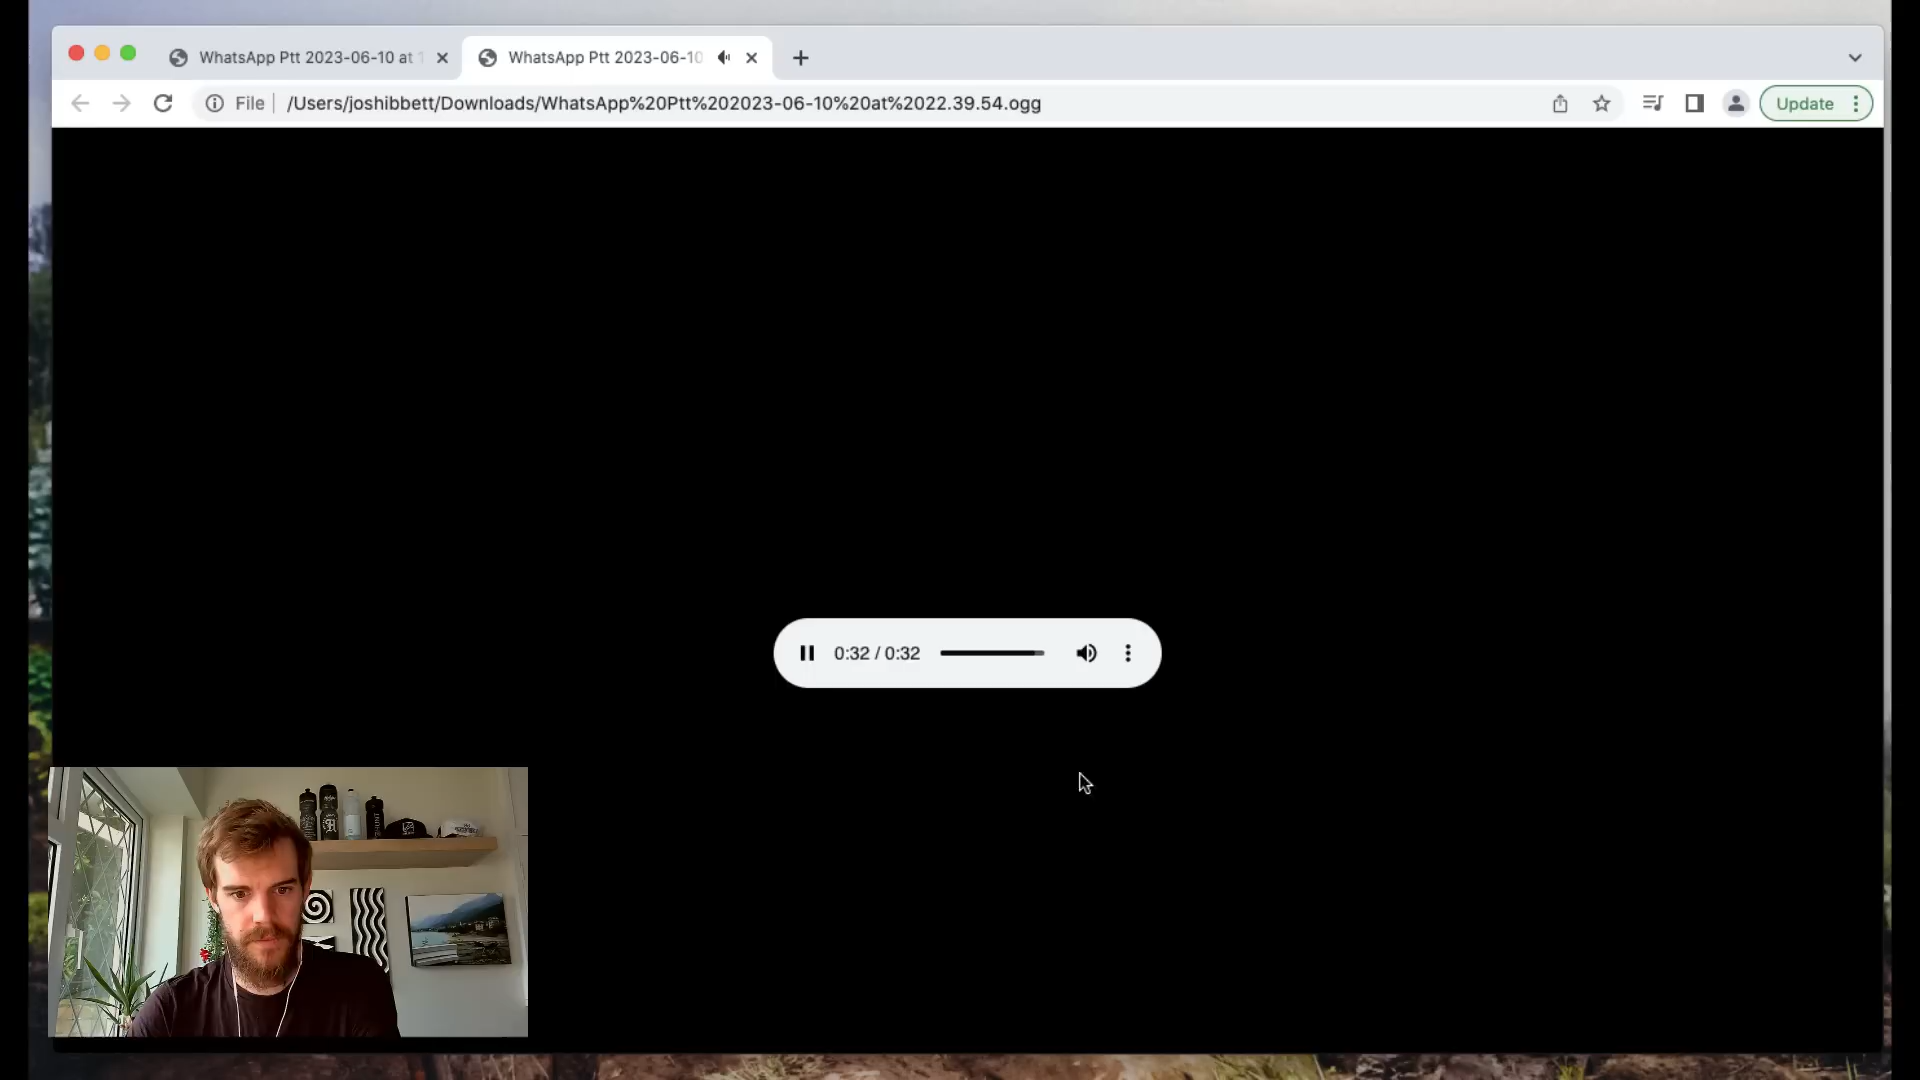 WhatsApp Ptt 2023-06-10 at
WhatsApp Ptt 2023-06-10
File
/Users/joshibbett/Downloads/WhatsApp%20Ptt%202023-06-10%20at%2022.39.54.ogg
Update
0:32 / 0:32